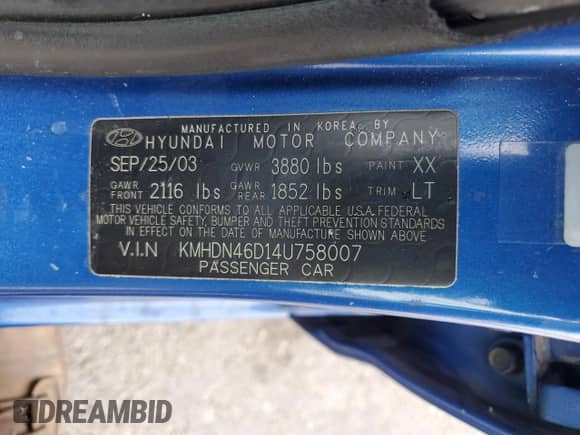 MANUFACTURED IN KOREA BY
HYUNDAI MOTOR COMPANY
SEP/25/03 GVWR 3880 lbs PAINT XX
GAWR FRONT 2116 lbs GAWR REAR 1852 lbs TRIM LT
THIS VEHICLE CONFORMS TO ALL APPLICABLE U.S.A.FEDERAL
MOTOR VEHICLE SAFETY, BUMPER AND THEFT PREVENTION STANDARDS
IN EFFECT ON THE DATE OF MANUFACTURE SHOWN ABOVE.
V.I.N KMHDN46D14U758007
PASSENGER CAR
DREAMBID